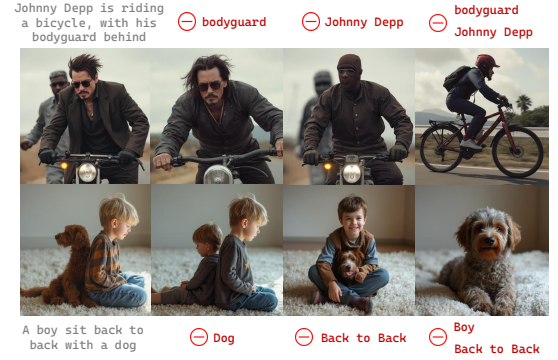 Johnny Depp is riding
a bicycle, with his
bodyguard behind
bodyguard
Johnny Depp
bodyguard
Johnny Depp
A boy sit back to
back with a dog
Dog
Back to Back
Boy
Back to Back